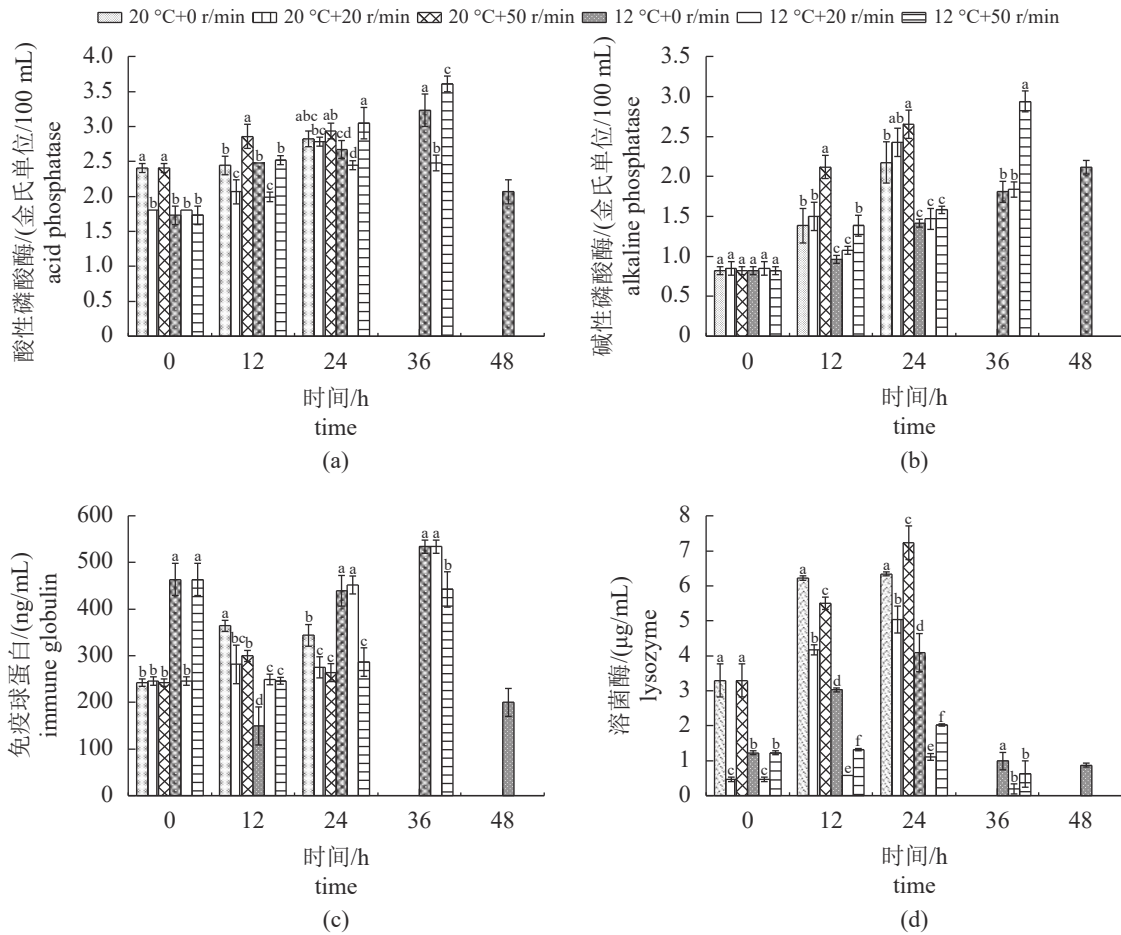 20 °C+0 r/min 20 °C+20 r/min 20 °C+50 r/min 12 °C+0 r/min 12 °C+20 r/min 12 °C+50 r/min
酸性磷酸酶/(金氏单位/100 mL)
acid phosphatase
4.0
3.5
3.0
2.5
2.0
1.5
1.0
0.5
0
a b a b b b
b c a b c b
abc bc ab cd d a
b c
0 12 24 36 48
时间/h
time
(a)
碱性磷酸酶/(金氏单位/100 mL)
alkaline phosphatase
3.5
3.0
2.5
2.0
1.5
1.0
0.5
0
a a a a a a
b b a c c b
b ab a c c c
b b a
0 12 24 36 48
时间/h
time
(b)
免疫球蛋白/(ng/mL)
immune globulin
600
500
400
300
200
100
0
b b b a b a
a bc b d c c
b c c a a c
a a b
0 12 24 36 48
时间/h
time
(c)
溶菌酶/(μg/mL)
lysozyme
8
7
6
5
4
3
2
1
0
a c a b c b
a b c d e f
a b c d e f
a b b
0 12 24 36 48
时间/h
time
(d)